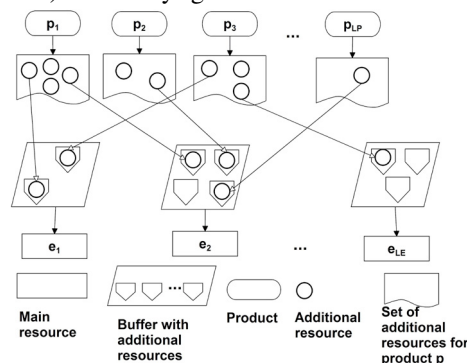 p1 p2 p3 ... pLP
e1 e2 ... eLE
...
Main
resource
Buffer with
additional
resources
Product
Additional
resource
Set of
additional
resources for
product p